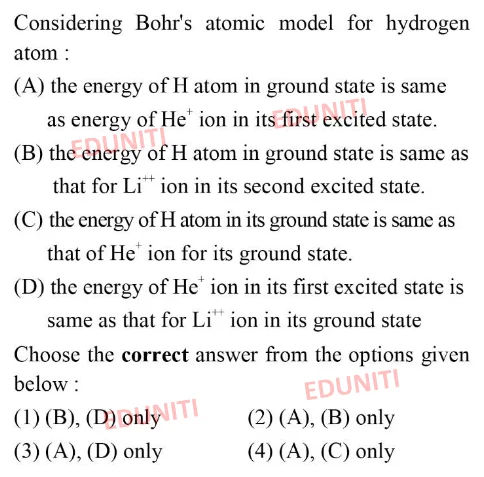 Considering Bohr's atomic model for hydrogen
atom :
(A) the energy of H atom in ground state is same
as energy of He⁺ ion in its first excited state.
(B) the energy of H atom in ground state is same as
that for Li⁺⁺ ion in its second excited state.
(C) the energy of H atom in its ground state is same as
that of He⁺ ion for its ground state.
(D) the energy of He⁺ ion in its first excited state is
same as that for Li⁺⁺ ion in its ground state
Choose the correct answer from the options given
below :
(1) (B), (D) only (2) (A), (B) only
(3) (A), (D) only (4) (A), (C) only
EDUNITI
EDUNITI
EDUNITI
EDUNITI